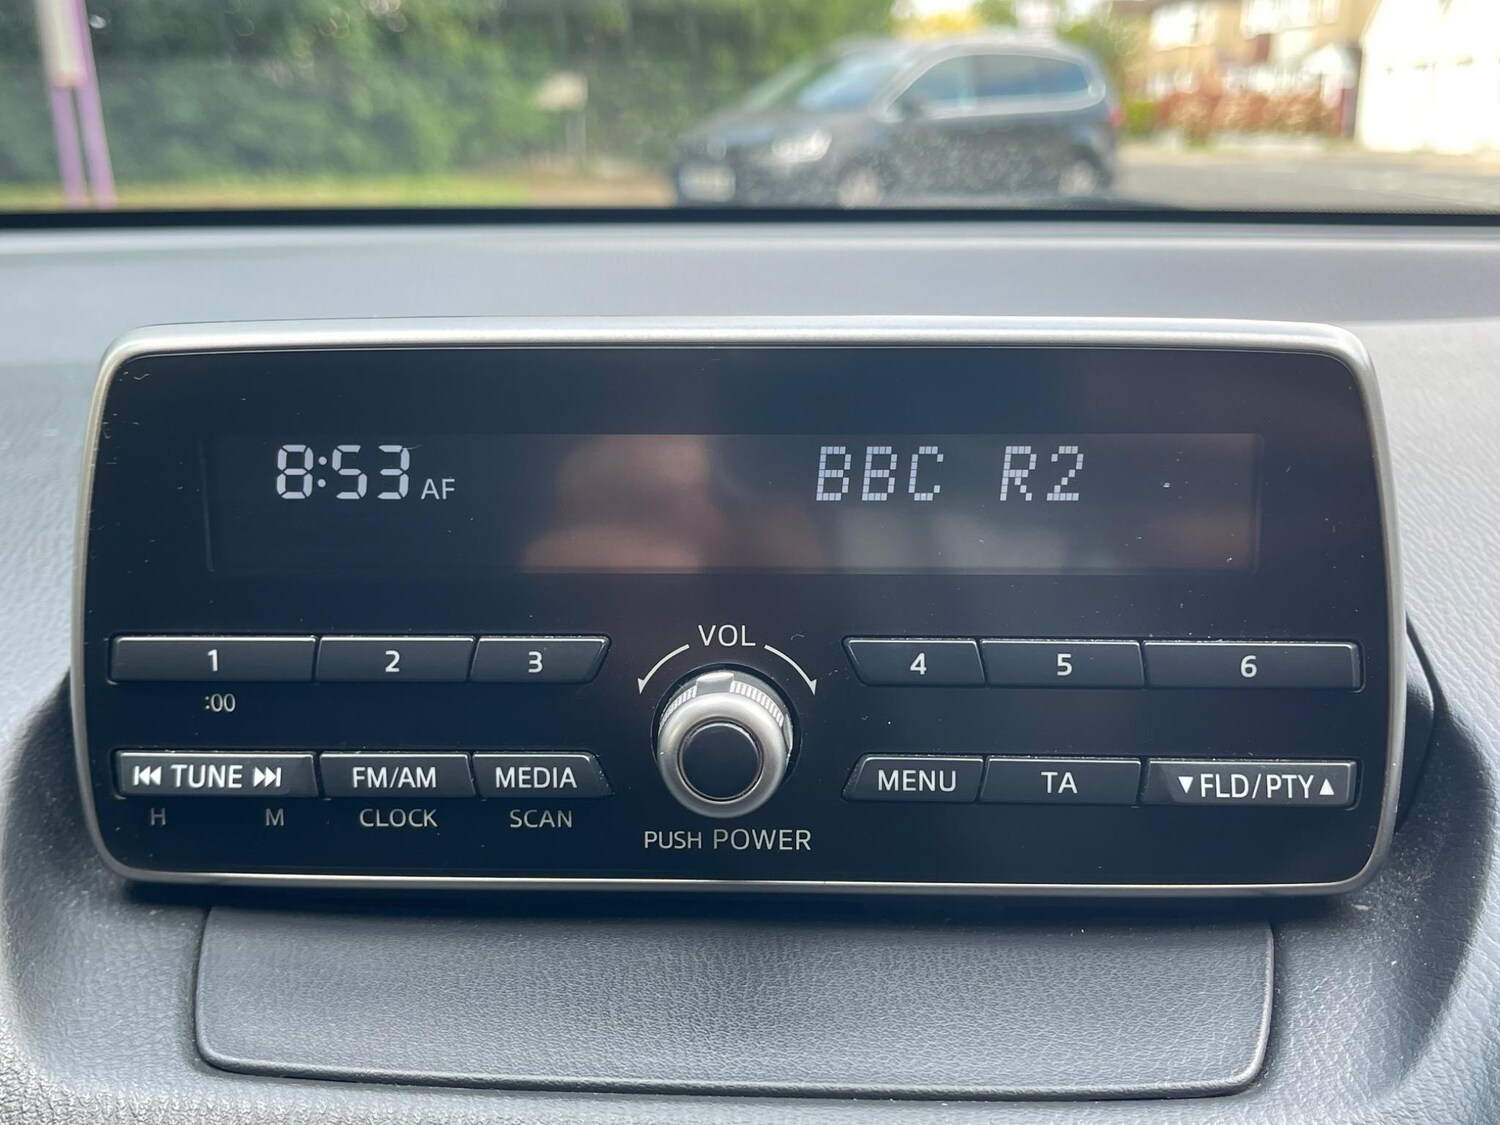 8:53 AF BBC R2
VOL
1 2 3 4 5 6
:00
⏮ TUNE ⏭ FM/AM MEDIA MENU TA ▼FLD/PTY▲
H M CLOCK SCAN
PUSH POWER